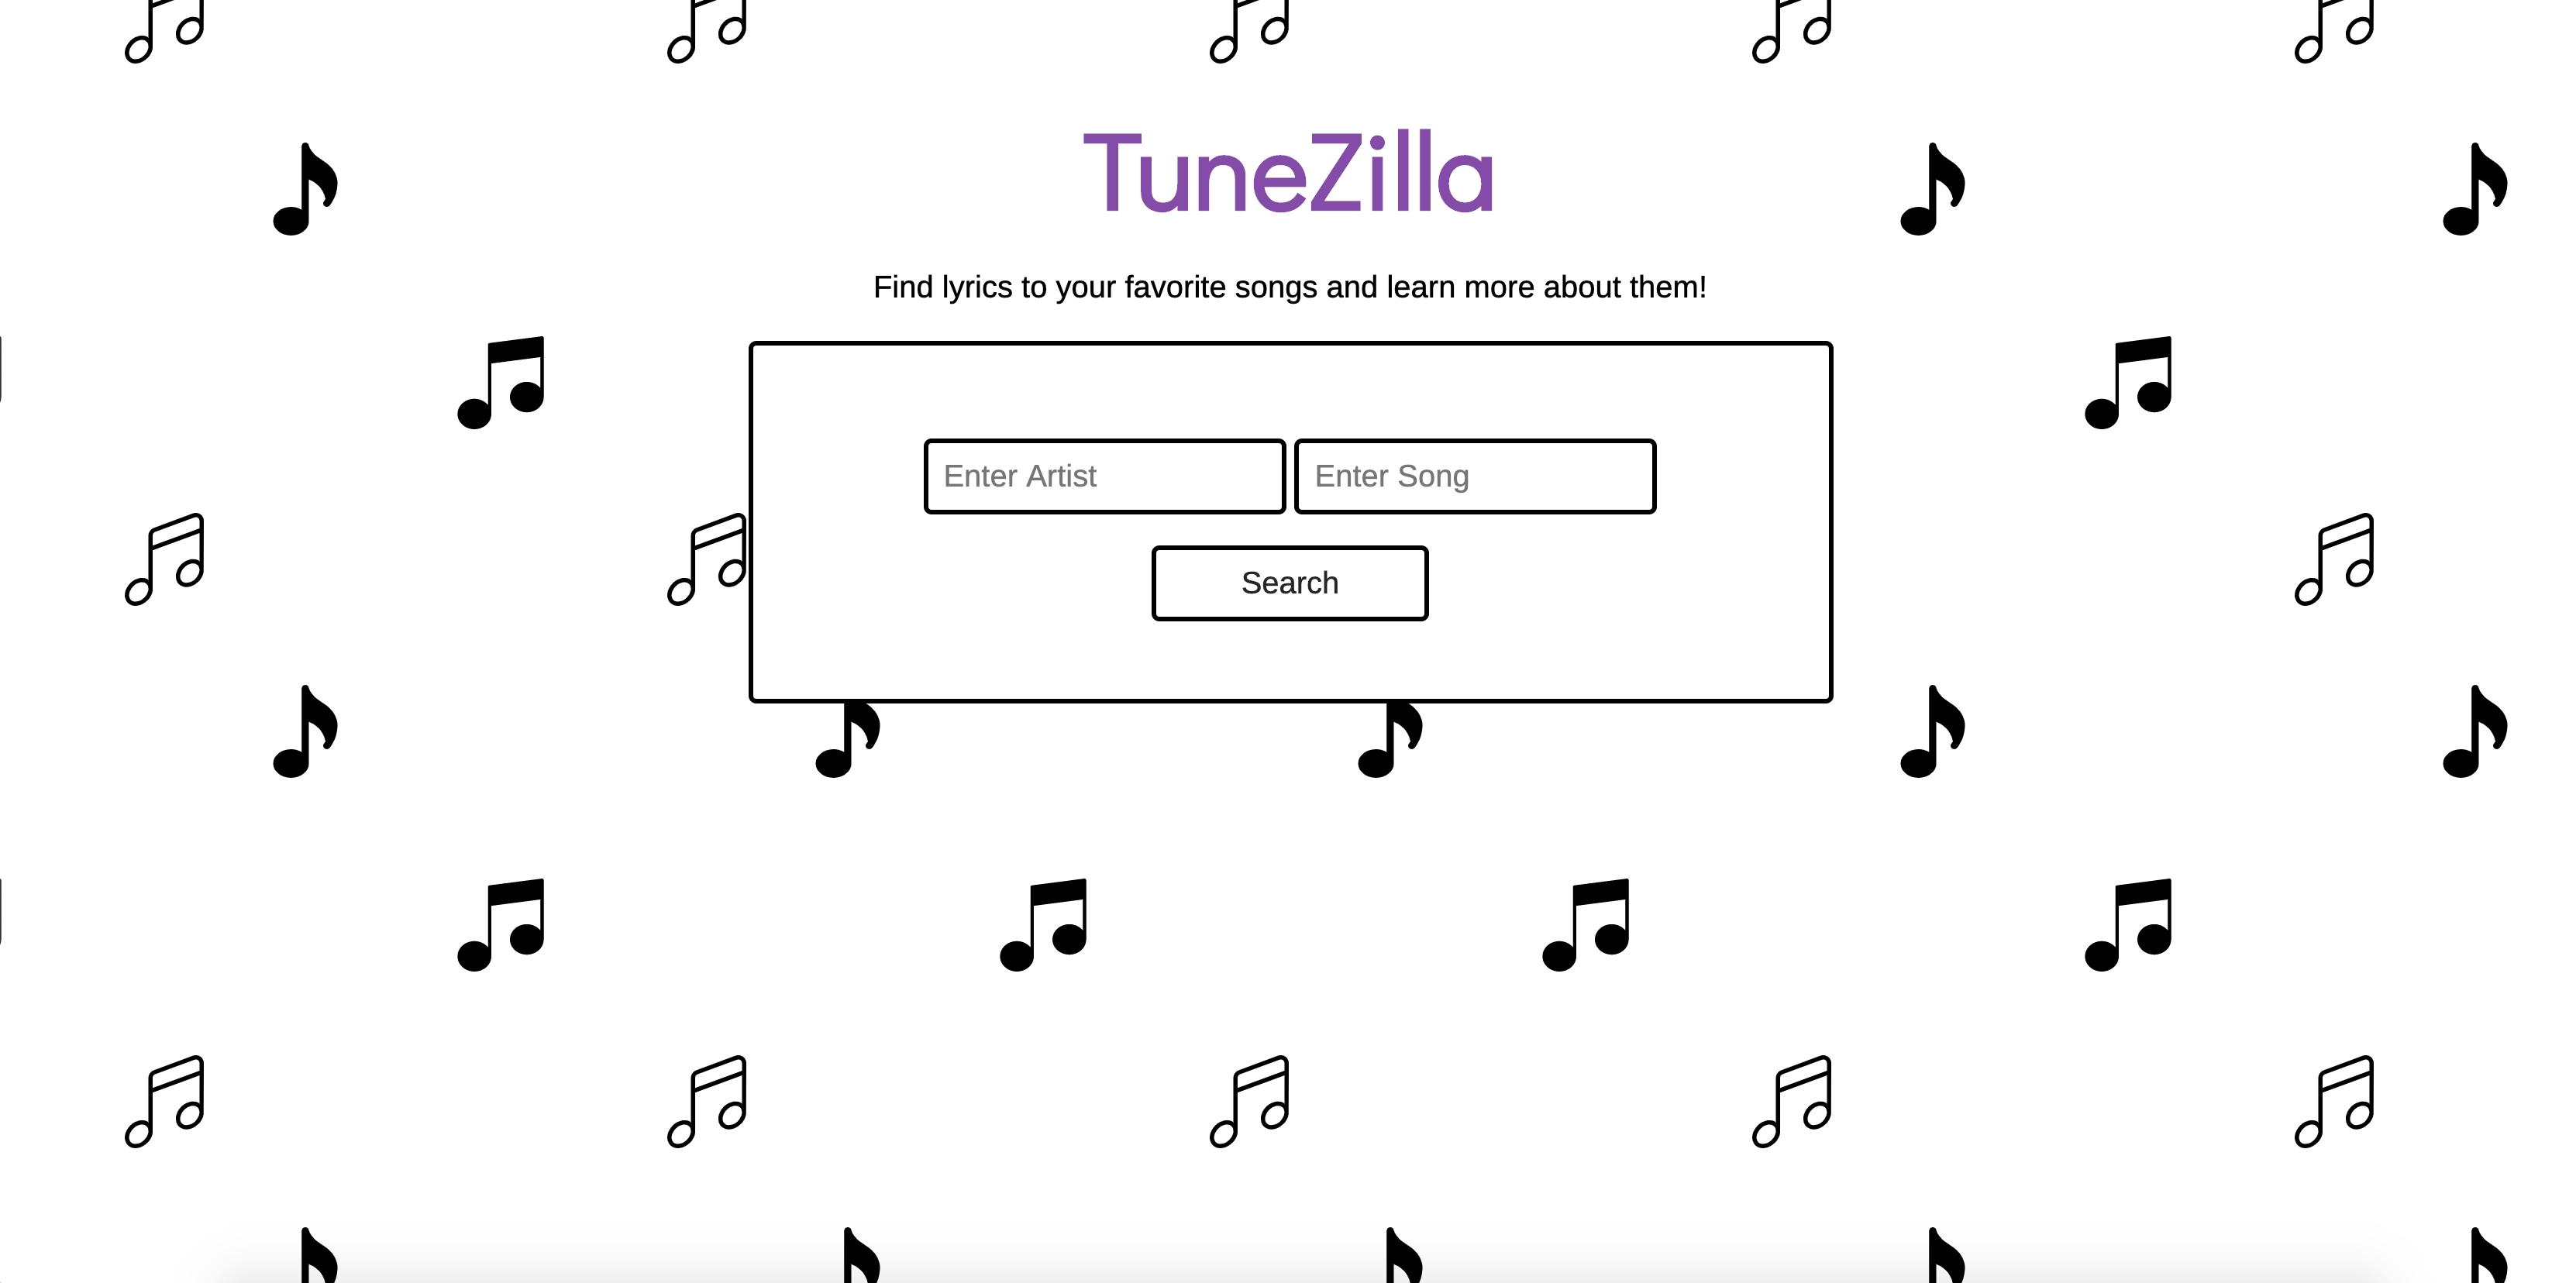 TuneZilla
Find lyrics to your favorite songs and learn more about them!
Enter Artist
Enter Song
Search